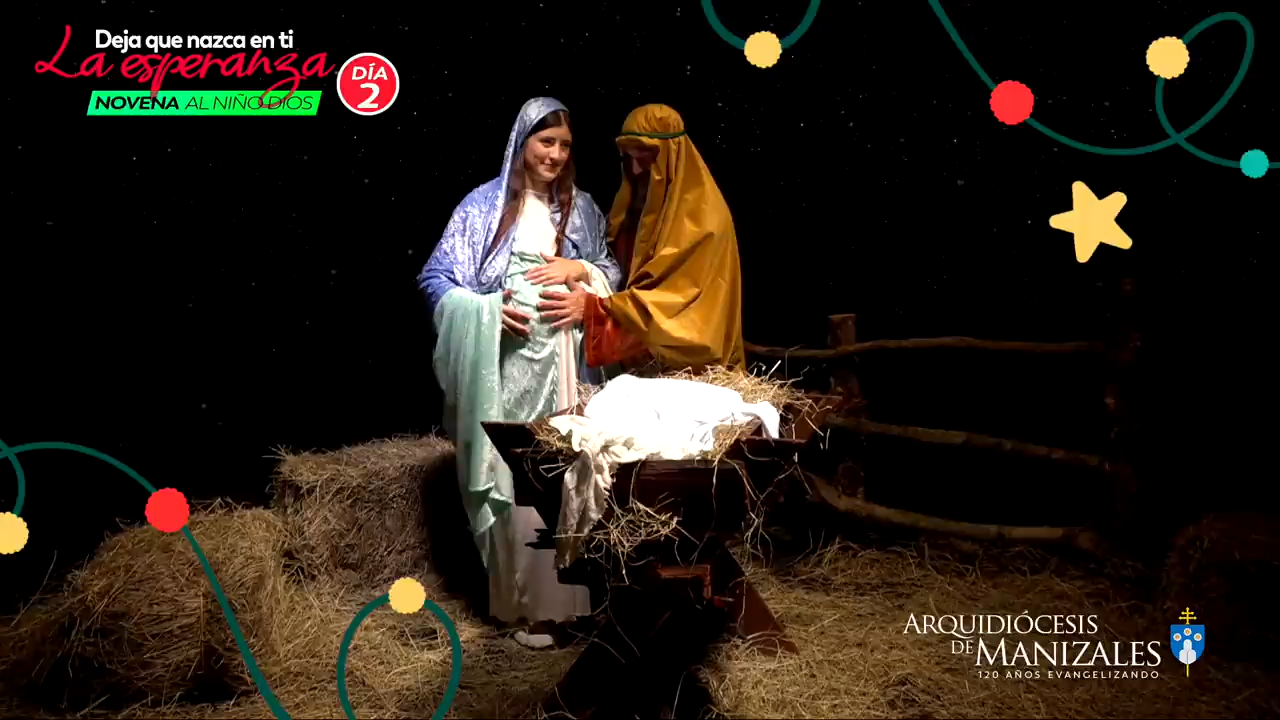 Deja que nazca en ti
La esperanza
NOVENA AL NIÑO DIOS
DÍA
2
ARQUIDIÓCESIS
DE MANIZALES
120 AÑOS EVANGELIZANDO